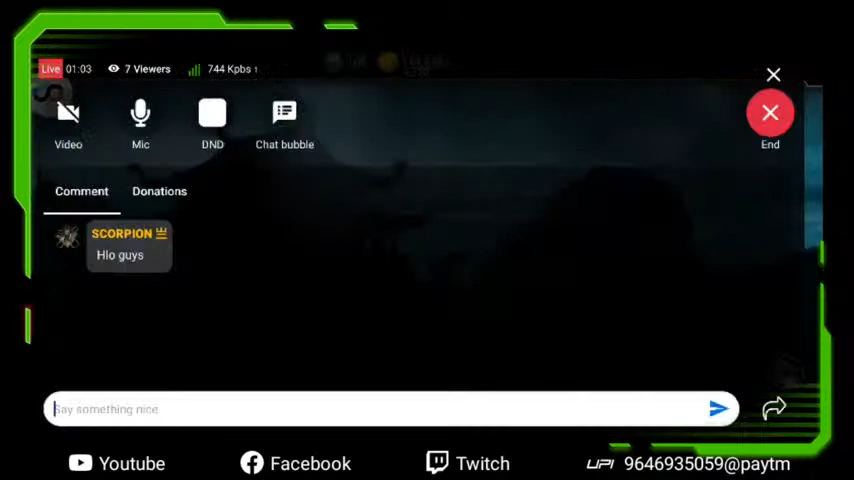 Live 01:03 7 Viewers 744 Kpbs ↑
Video Mic DND Chat bubble End
Comment Donations
SCORPION
Hlo guys
Say something nice
Youtube Facebook Twitch UPI 9646935059@paytm